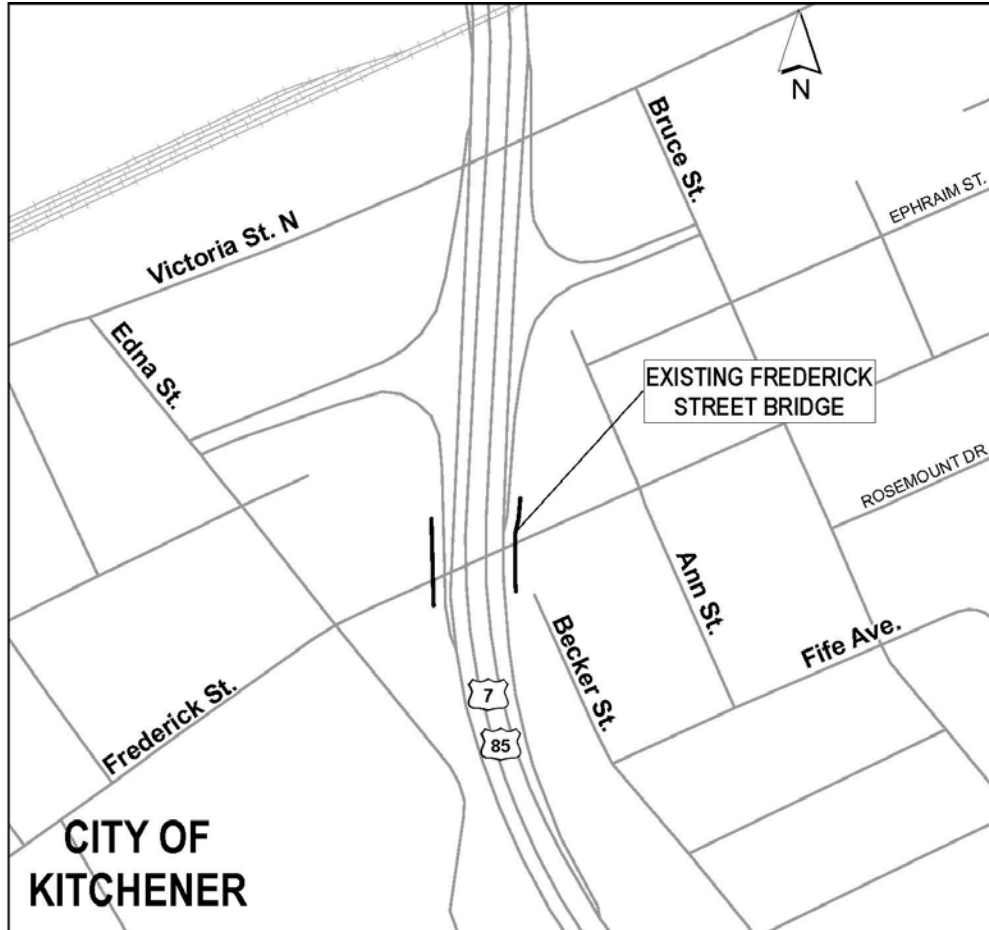 N
Bruce St.
EPHRAIM ST.
Victoria St. N
Edna St.
EXISTING FREDERICK
STREET BRIDGE
ROSEMOUNT DR
Ann St.
Becker St.
Fife Ave.
7
85
Frederick St.
CITY OF
KITCHENER